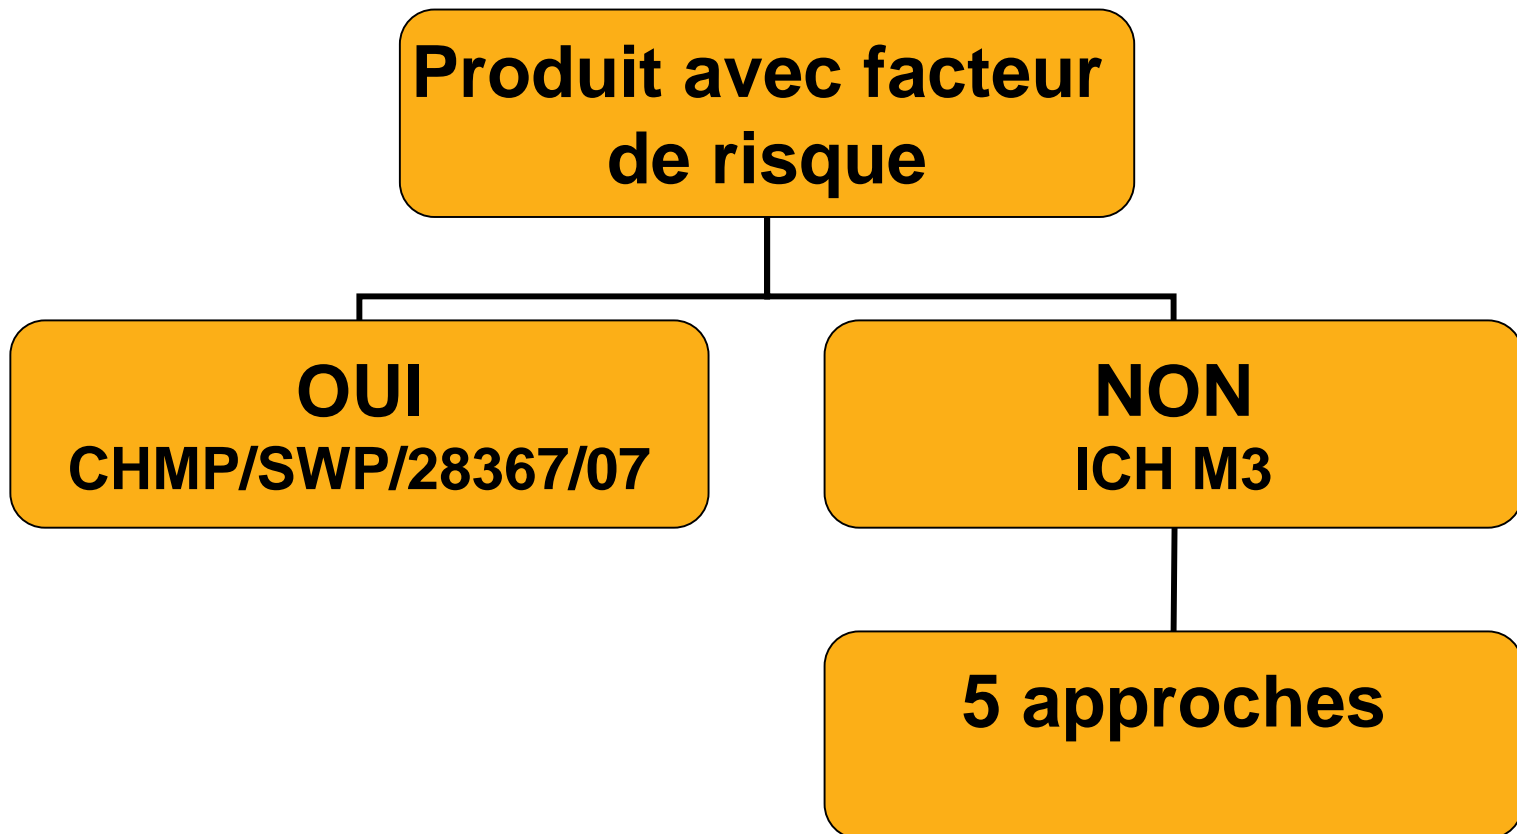 Produit avec facteur
de risque
OUI
CHMP/SWP/28367/07
NON
ICH M3
5 approches